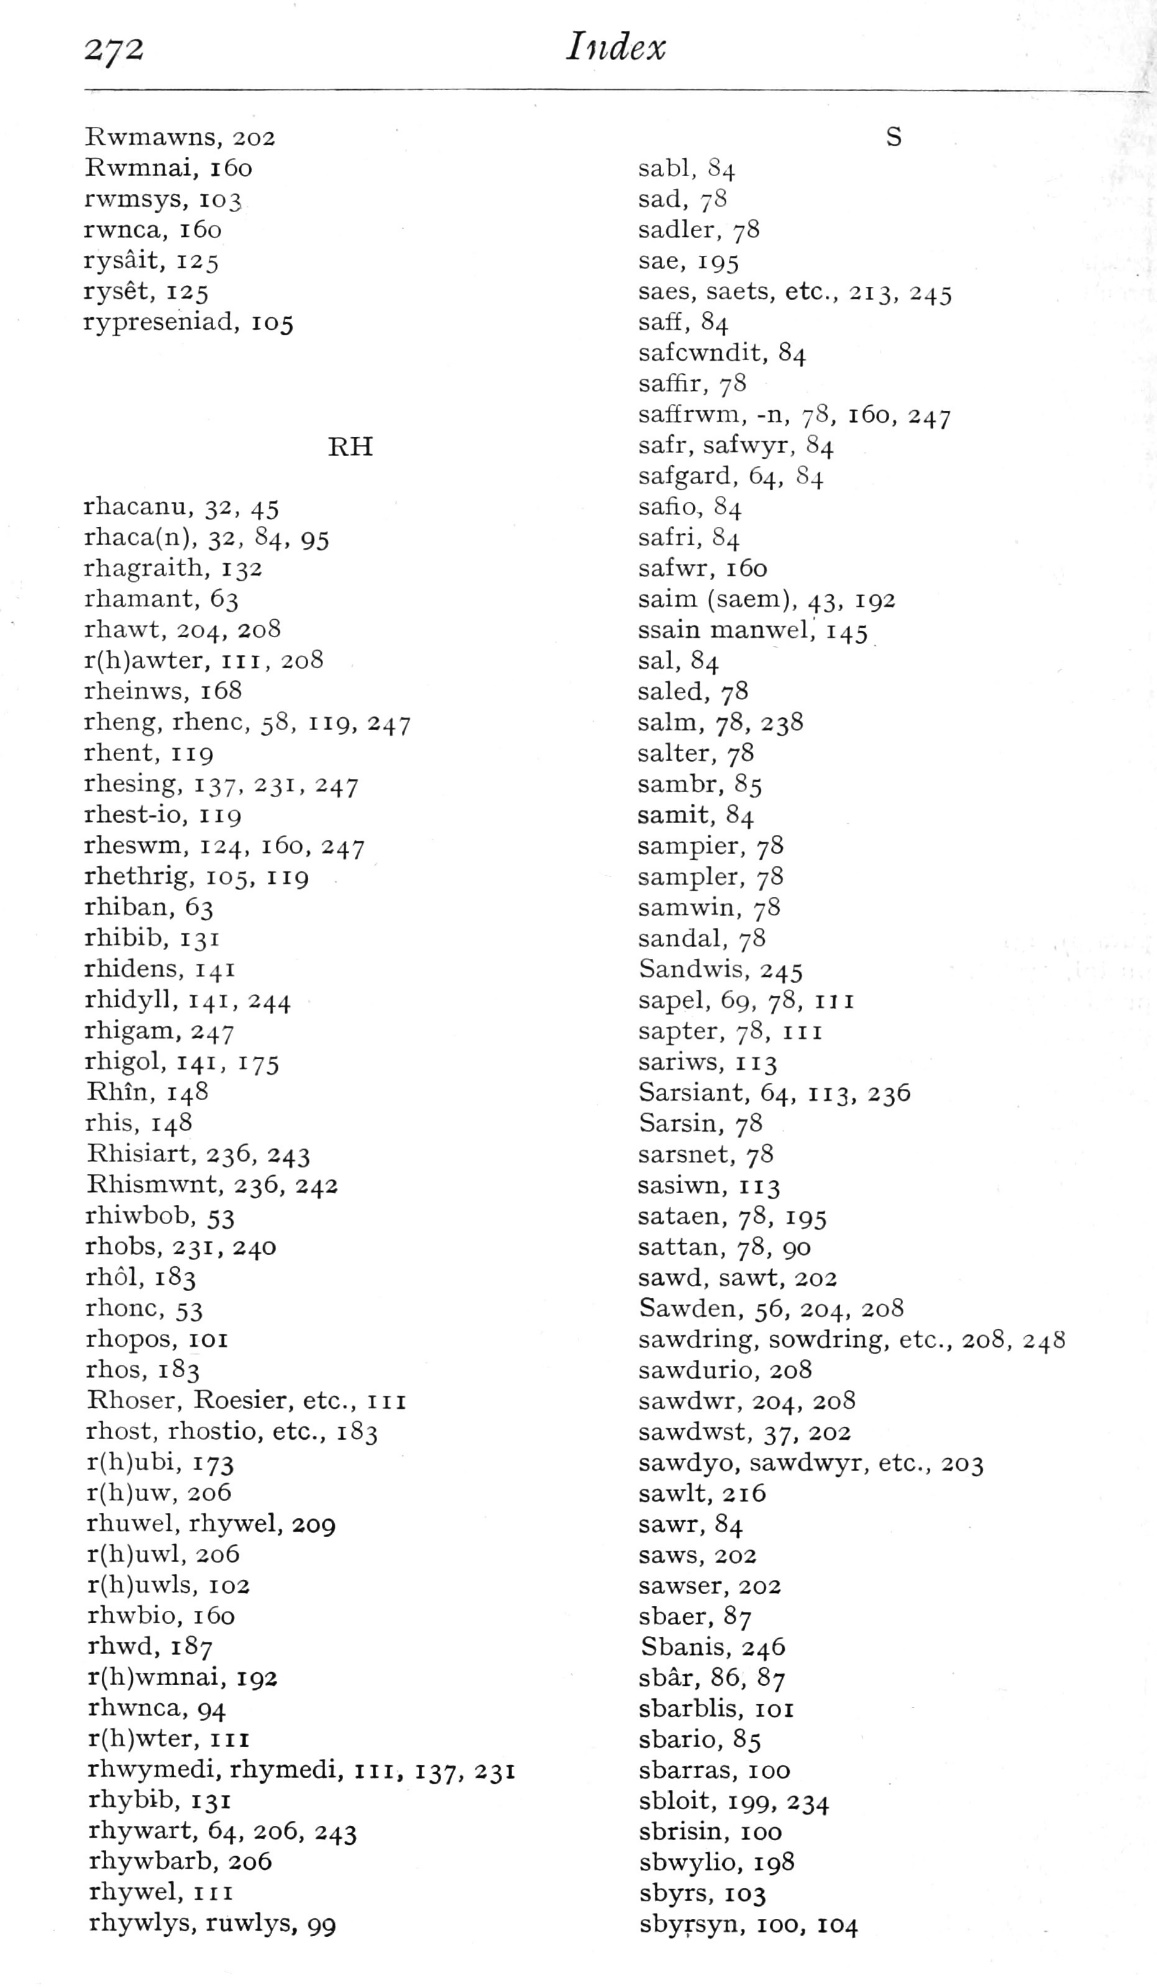 272
Index
Rwmawns, 202
Rwmnai, 160
rwmsys, 103
rwnca, 160
rysâit, 125
rysêt, 125
rypreseniad, 105
RH
rhacanu, 32, 45
rhaca(n), 32, 84, 95
rhagraith, 132
rhamant, 63
rhawt, 204, 208
r(h)awter, 111, 208
rheinws, 168
rheng, rhenc, 58, 119, 247
rhent, 119
rhesing, 137, 231, 247
rhest-io, 119
rheswm, 124, 160, 247
rhethrig, 105, 119
rhiban, 63
rhibib, 131
rhidens, 141
rhidyll, 141, 244
rhigam, 247
rhigol, 141, 175
Rhîn, 148
rhis, 148
Rhisiart, 236, 243
Rhismwnt, 236, 242
rhiwbob, 53
rhobs, 231, 240
rhôl, 183
rhonc, 53
rhopos, 101
rhos, 183
Rhoser, Roesier, etc., 111
rhost, rhostio, etc., 183
r(h)ubi, 173
r(h)uw, 206
rhuwel, rhywel, 209
r(h)uwl, 206
r(h)uwls, 102
rhwbio, 160
rhwd, 187
r(h)wmnai, 192
rhwnca, 94
r(h)wter, 111
rhwymedi, rhymedi, 111, 137, 231
rhybib, 131
rhywart, 64, 206, 243
rhywbarb, 206
rhywel, 111
rhywlys, ruwlys, 99
S
sabl, 84
sad, 78
sadler, 78
sae, 195
saes, saets, etc., 213, 245
saff, 84
safcwndit, 84
saffir, 78
saffrwm, -n, 78, 160, 247
safr, safwyr, 84
safgard, 64, 84
safio, 84
safri, 84
safwr, 160
saim (saem), 43, 192
ssain manwel, 145
sal, 84
saled, 78
salm, 78, 238
salter, 78
sambr, 85
samit, 84
sampier, 78
sampler, 78
samwin, 78
sandal, 78
Sandwis, 245
sapel, 69, 78, 111
sapter, 78, 111
sariws, 113
Sarsiant, 64, 113, 236
Sarsin, 78
sarsnet, 78
sasiwn, 113
sataen, 78, 195
sattan, 78, 90
sawd, sawt, 202
Sawden, 56, 204, 208
sawdring, sowdring, etc., 208, 248
sawdurio, 208
sawdwr, 204, 208
sawdwst, 37, 202
sawdyo, sawdwyr, etc., 203
sawlt, 216
sawr, 84
saws, 202
sawser, 202
sbaer, 87
Sbanis, 246
sbâr, 86, 87
sbarblis, 101
sbario, 85
sbarras, 100
sbloit, 199, 234
sbrisin, 100
sbwylio, 198
sbyrs, 103
sbyrsyn, 100, 104